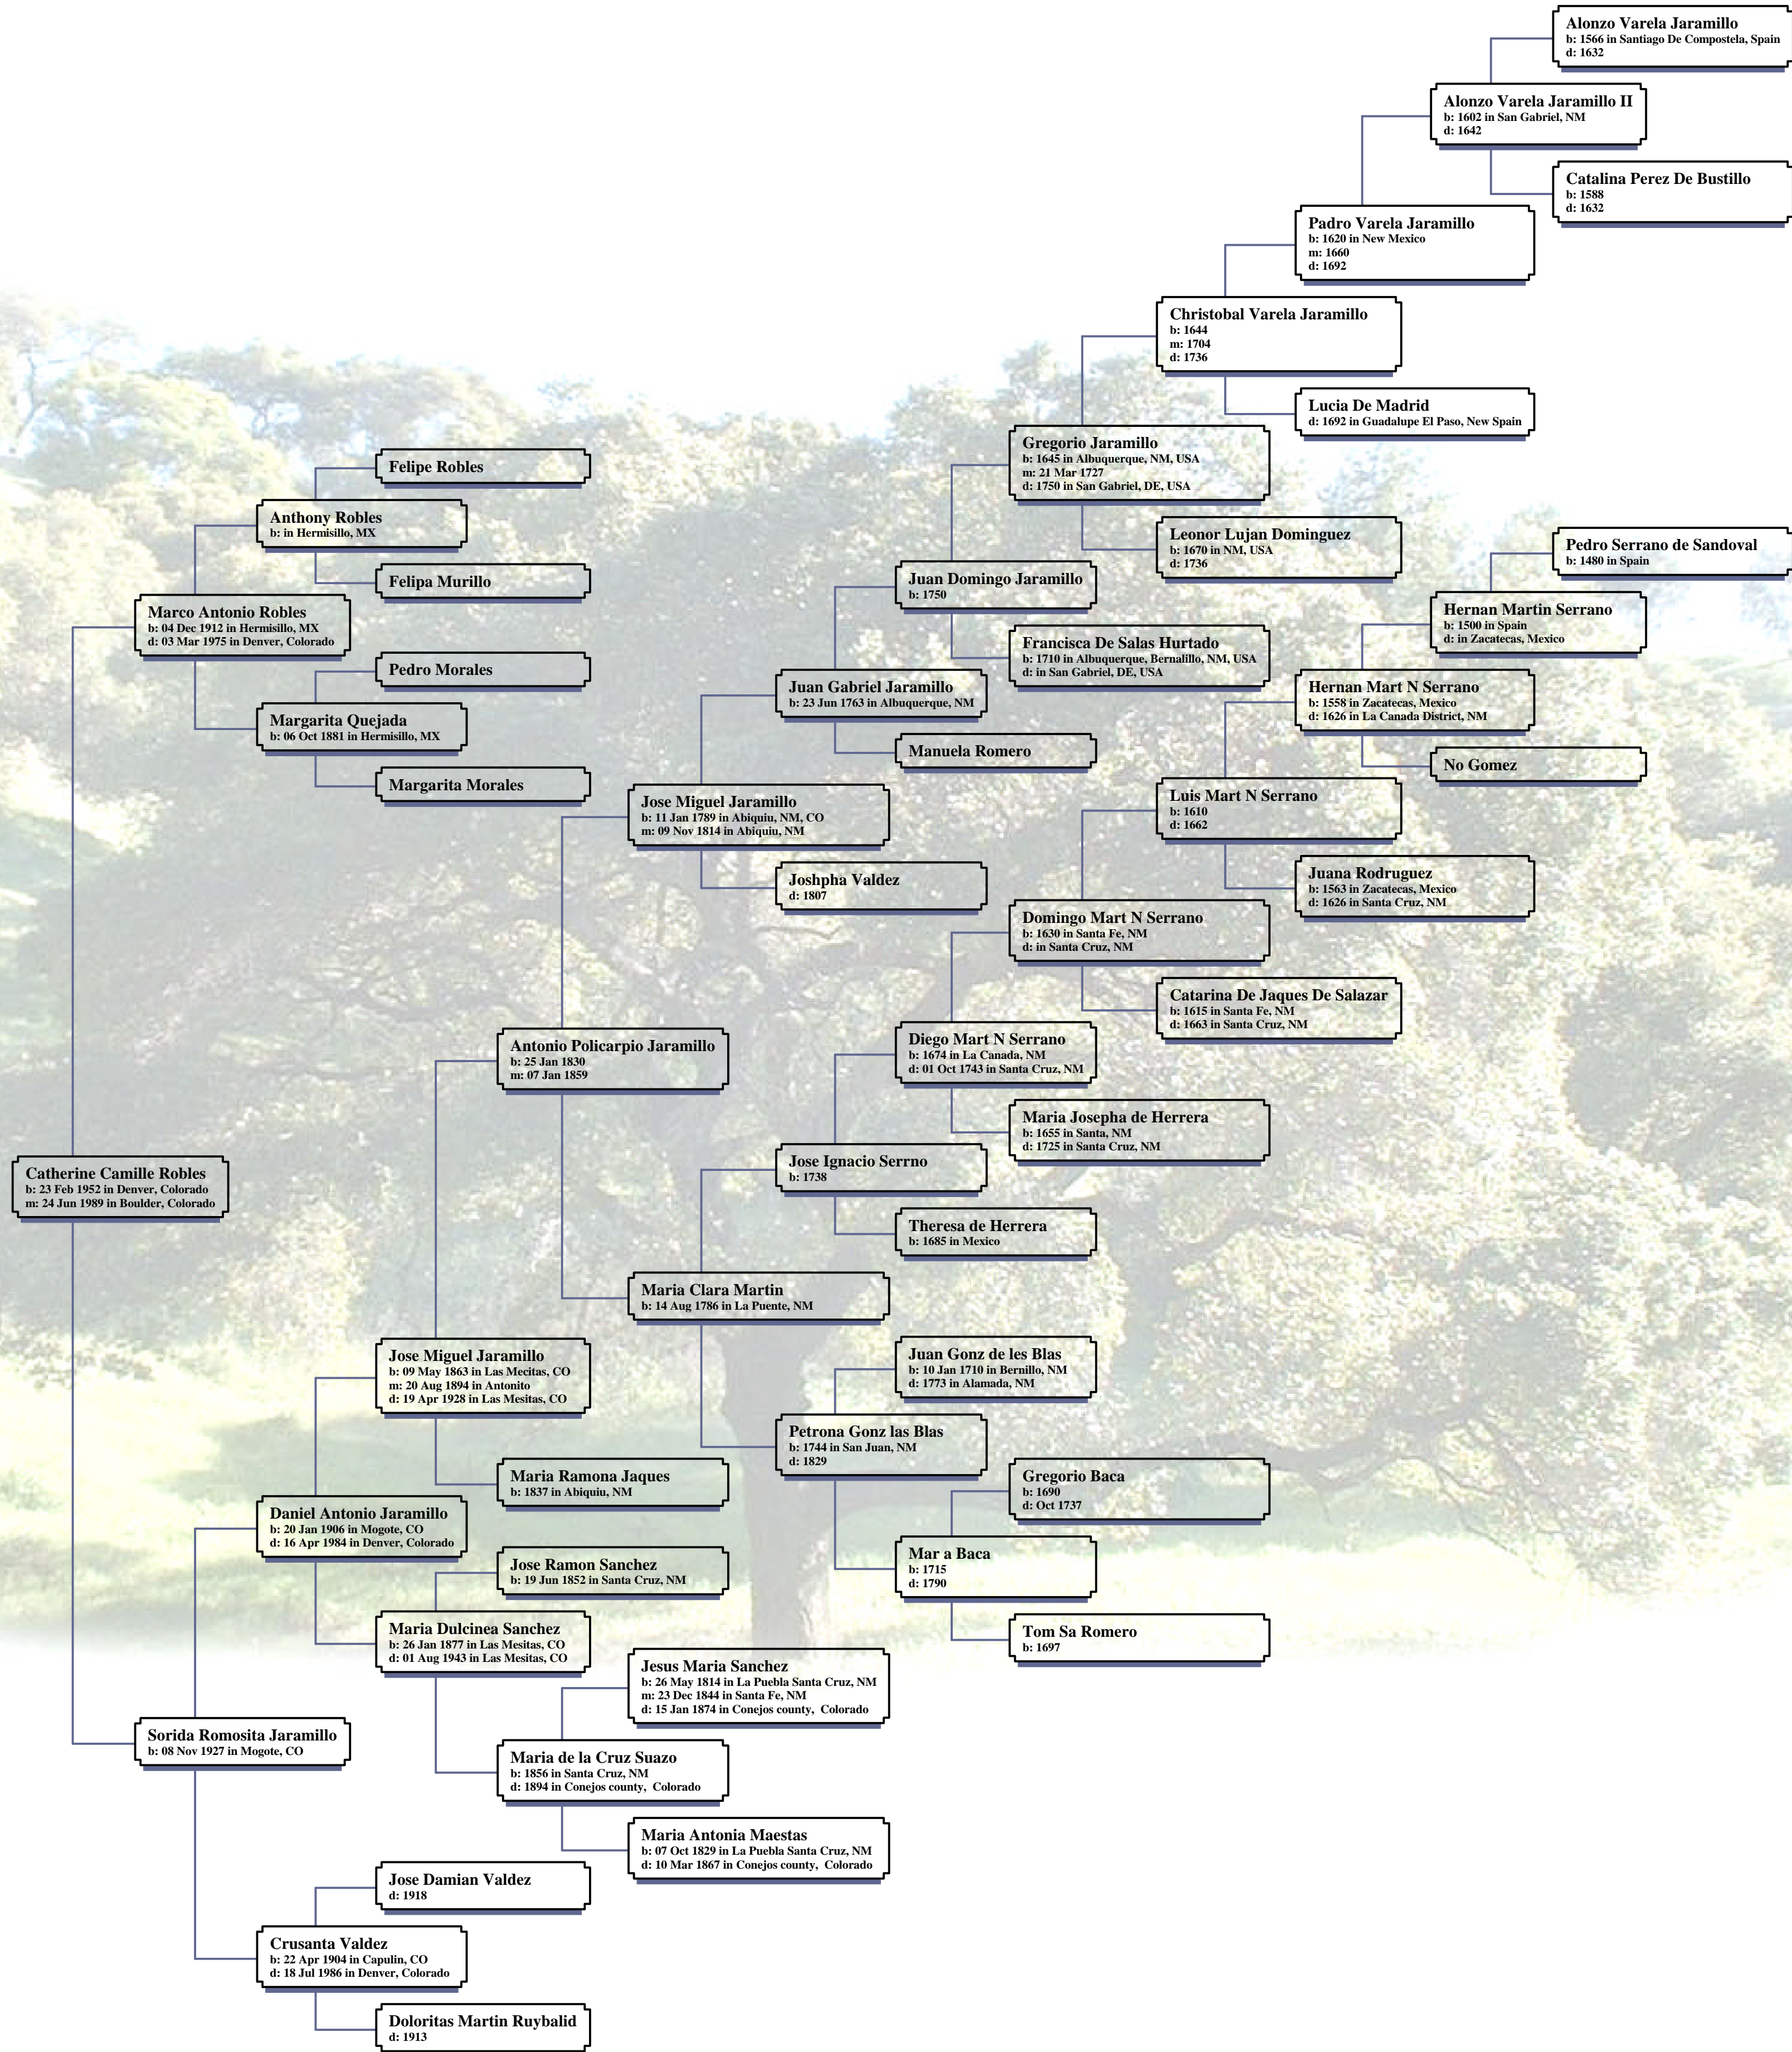 Alonzo Varela Jaramillo
b: 1566 in Santiago De Compostela, Spain
d: 1632
Alonzo Varela Jaramillo II
b: 1602 in San Gabriel, NM
d: 1642
Catalina Perez De Bustillo
b: 1588
d: 1632
Padro Varela Jaramillo
b: 1620 in New Mexico
m: 1660
d: 1692
Christobal Varela Jaramillo
b: 1644
m: 1704
d: 1736
Lucia De Madrid
d: 1692 in Guadalupe El Paso, New Spain
Gregorio Jaramillo
b: 1645 in Albuquerque, NM, USA
m: 21 Mar 1727
d: 1750 in San Gabriel, DE, USA
Felipe Robles
Anthony Robles
b: in Hermisillo, MX
Leonor Lujan Dominguez
b: 1670 in NM, USA
d: 1736
Pedro Serrano de Sandoval
b: 1480 in Spain
Felipa Murillo
Juan Domingo Jaramillo
b: 1750
Marco Antonio Robles
b: 04 Dec 1912 in Hermisillo, MX
d: 03 Mar 1975 in Denver, Colorado
Hernan Martin Serrano
b: 1500 in Spain
d: in Zacatecas, Mexico
Francisca De Salas Hurtado
b: 1710 in Albuquerque, Bernalillo, NM, USA
d: in San Gabriel, DE, USA
Pedro Morales
Juan Gabriel Jaramillo
b: 23 Jun 1763 in Albuquerque, NM
Hernan Mart N Serrano
b: 1558 in Zacatecas, Mexico
d: 1626 in La Canada District, NM
Margarita Quejada
b: 06 Oct 1881 in Hermisillo, MX
Manuela Romero
No Gomez
Margarita Morales
Jose Miguel Jaramillo
b: 11 Jan 1789 in Abiquiu, NM, CO
m: 09 Nov 1814 in Abiquiu, NM
Luis Mart N Serrano
b: 1610
d: 1662
Joshpha Valdez
d: 1807
Juana Rodruguez
b: 1563 in Zacatecas, Mexico
d: 1626 in Santa Cruz, NM
Domingo Mart N Serrano
b: 1630 in Santa Fe, NM
d: in Santa Cruz, NM
Catarina De Jaques De Salazar
b: 1615 in Santa Fe, NM
d: 1663 in Santa Cruz, NM
Antonio Policarpio Jaramillo
b: 25 Jan 1830
m: 07 Jan 1859
Diego Mart N Serrano
b: 1674 in La Canada, NM
d: 01 Oct 1743 in Santa Cruz, NM
Maria Josepha de Herrera
b: 1655 in Santa, NM
d: 1725 in Santa Cruz, NM
Jose Ignacio Serrno
b: 1738
Catherine Camille Robles
b: 23 Feb 1952 in Denver, Colorado
m: 24 Jun 1989 in Boulder, Colorado
Theresa de Herrera
b: 1685 in Mexico
Maria Clara Martin
b: 14 Aug 1786 in La Puente, NM
Jose Miguel Jaramillo
b: 09 May 1863 in Las Mecitas, CO
m: 20 Aug 1894 in Antonito
d: 19 Apr 1928 in Las Mesitas, CO
Juan Gonz de les Blas
b: 10 Jan 1710 in Bernillo, NM
d: 1773 in Alamada, NM
Petrona Gonz las Blas
b: 1744 in San Juan, NM
d: 1829
Maria Ramona Jaques
b: 1837 in Abiquiu, NM
Gregorio Baca
b: 1690
d: Oct 1737
Daniel Antonio Jaramillo
b: 20 Jan 1906 in Mogote, CO
d: 16 Apr 1984 in Denver, Colorado
Mar a Baca
b: 1715
d: 1790
Jose Ramon Sanchez
b: 19 Jun 1852 in Santa Cruz, NM
Maria Dulcinea Sanchez
b: 26 Jan 1877 in Las Mesitas, CO
d: 01 Aug 1943 in Las Mesitas, CO
Tom Sa Romero
b: 1697
Jesus Maria Sanchez
b: 26 May 1814 in La Puebla Santa Cruz, NM
m: 23 Dec 1844 in Santa Fe, NM
d: 15 Jan 1874 in Conejos county, Colorado
Sorida Romosita Jaramillo
b: 08 Nov 1927 in Mogote, CO
Maria de la Cruz Suazo
b: 1856 in Santa Cruz, NM
d: 1894 in Conejos county, Colorado
Maria Antonia Maestas
b: 07 Oct 1829 in La Puebla Santa Cruz, NM
d: 10 Mar 1867 in Conejos county, Colorado
Jose Damian Valdez
d: 1918
Crusanta Valdez
b: 22 Apr 1904 in Capulin, CO
d: 18 Jul 1986 in Denver, Colorado
Doloritas Martin Ruybalid
d: 1913